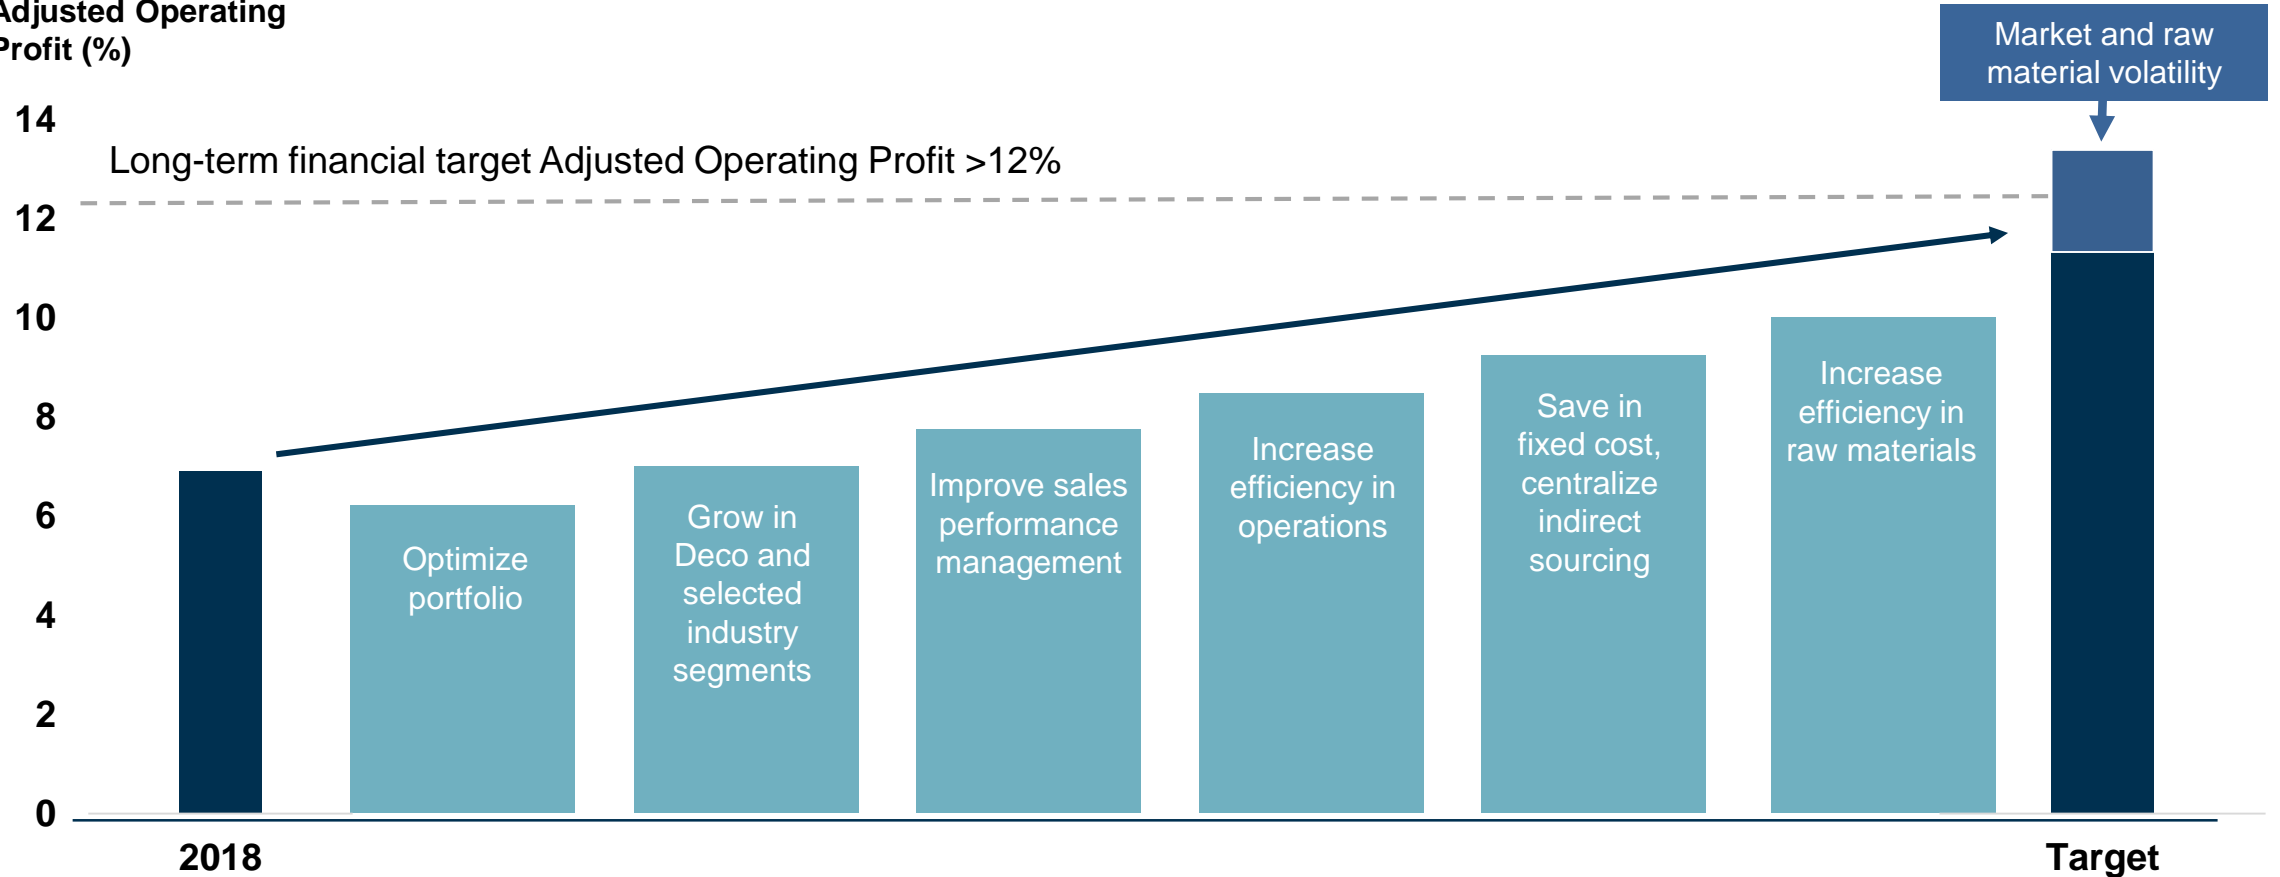 Adjusted Operating
Profit (%)
Market and raw
material volatility
14
Long-term financial target Adjusted Operating Profit >12%
12
10
8
6
4
2
0
Optimize
portfolio
Grow in
Deco and
selected
industry
segments
Improve sales
performance
management
Increase
efficiency in
operations
Save in
fixed cost,
centralize
indirect
sourcing
Increase
efficiency in
raw materials
2018
Target